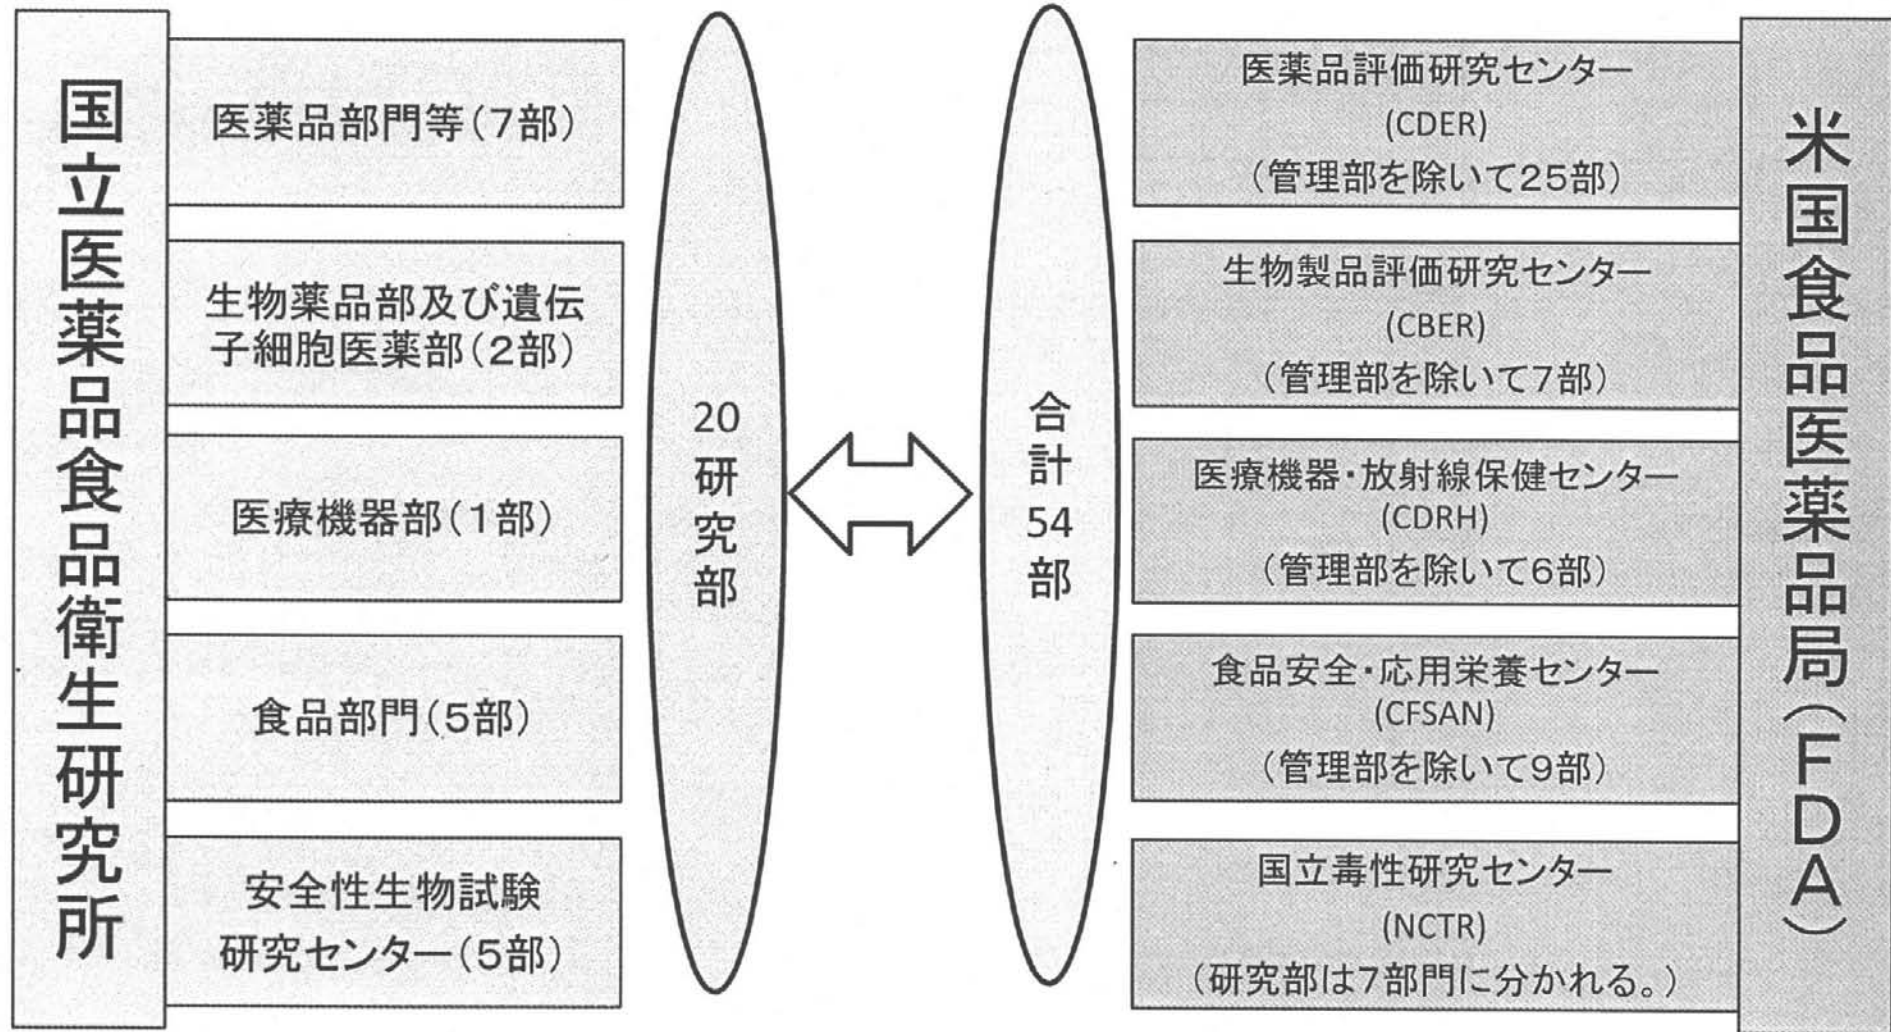 国立医薬品食品衛生研究所
医薬品部門等(7部)
生物薬品部及び遺伝
子細胞医薬部(2部)
医療機器部(1部)
食品部門(5部)
安全性生物試験
研究センター(5部)
20
研
究
部
合
計
54
部
医薬品評価研究センター
(CDER)
(管理部を除いて25部)
生物製品評価研究センター
(CBER)
(管理部を除いて7部)
医療機器・放射線保健センター
(CDRH)
(管理部を除いて6部)
食品安全・応用栄養センター
(CFSAN)
(管理部を除いて9部)
国立毒性研究センター
(NCTR)
(研究部は7部門に分かれる。)
米国食品医薬品局(FDA)